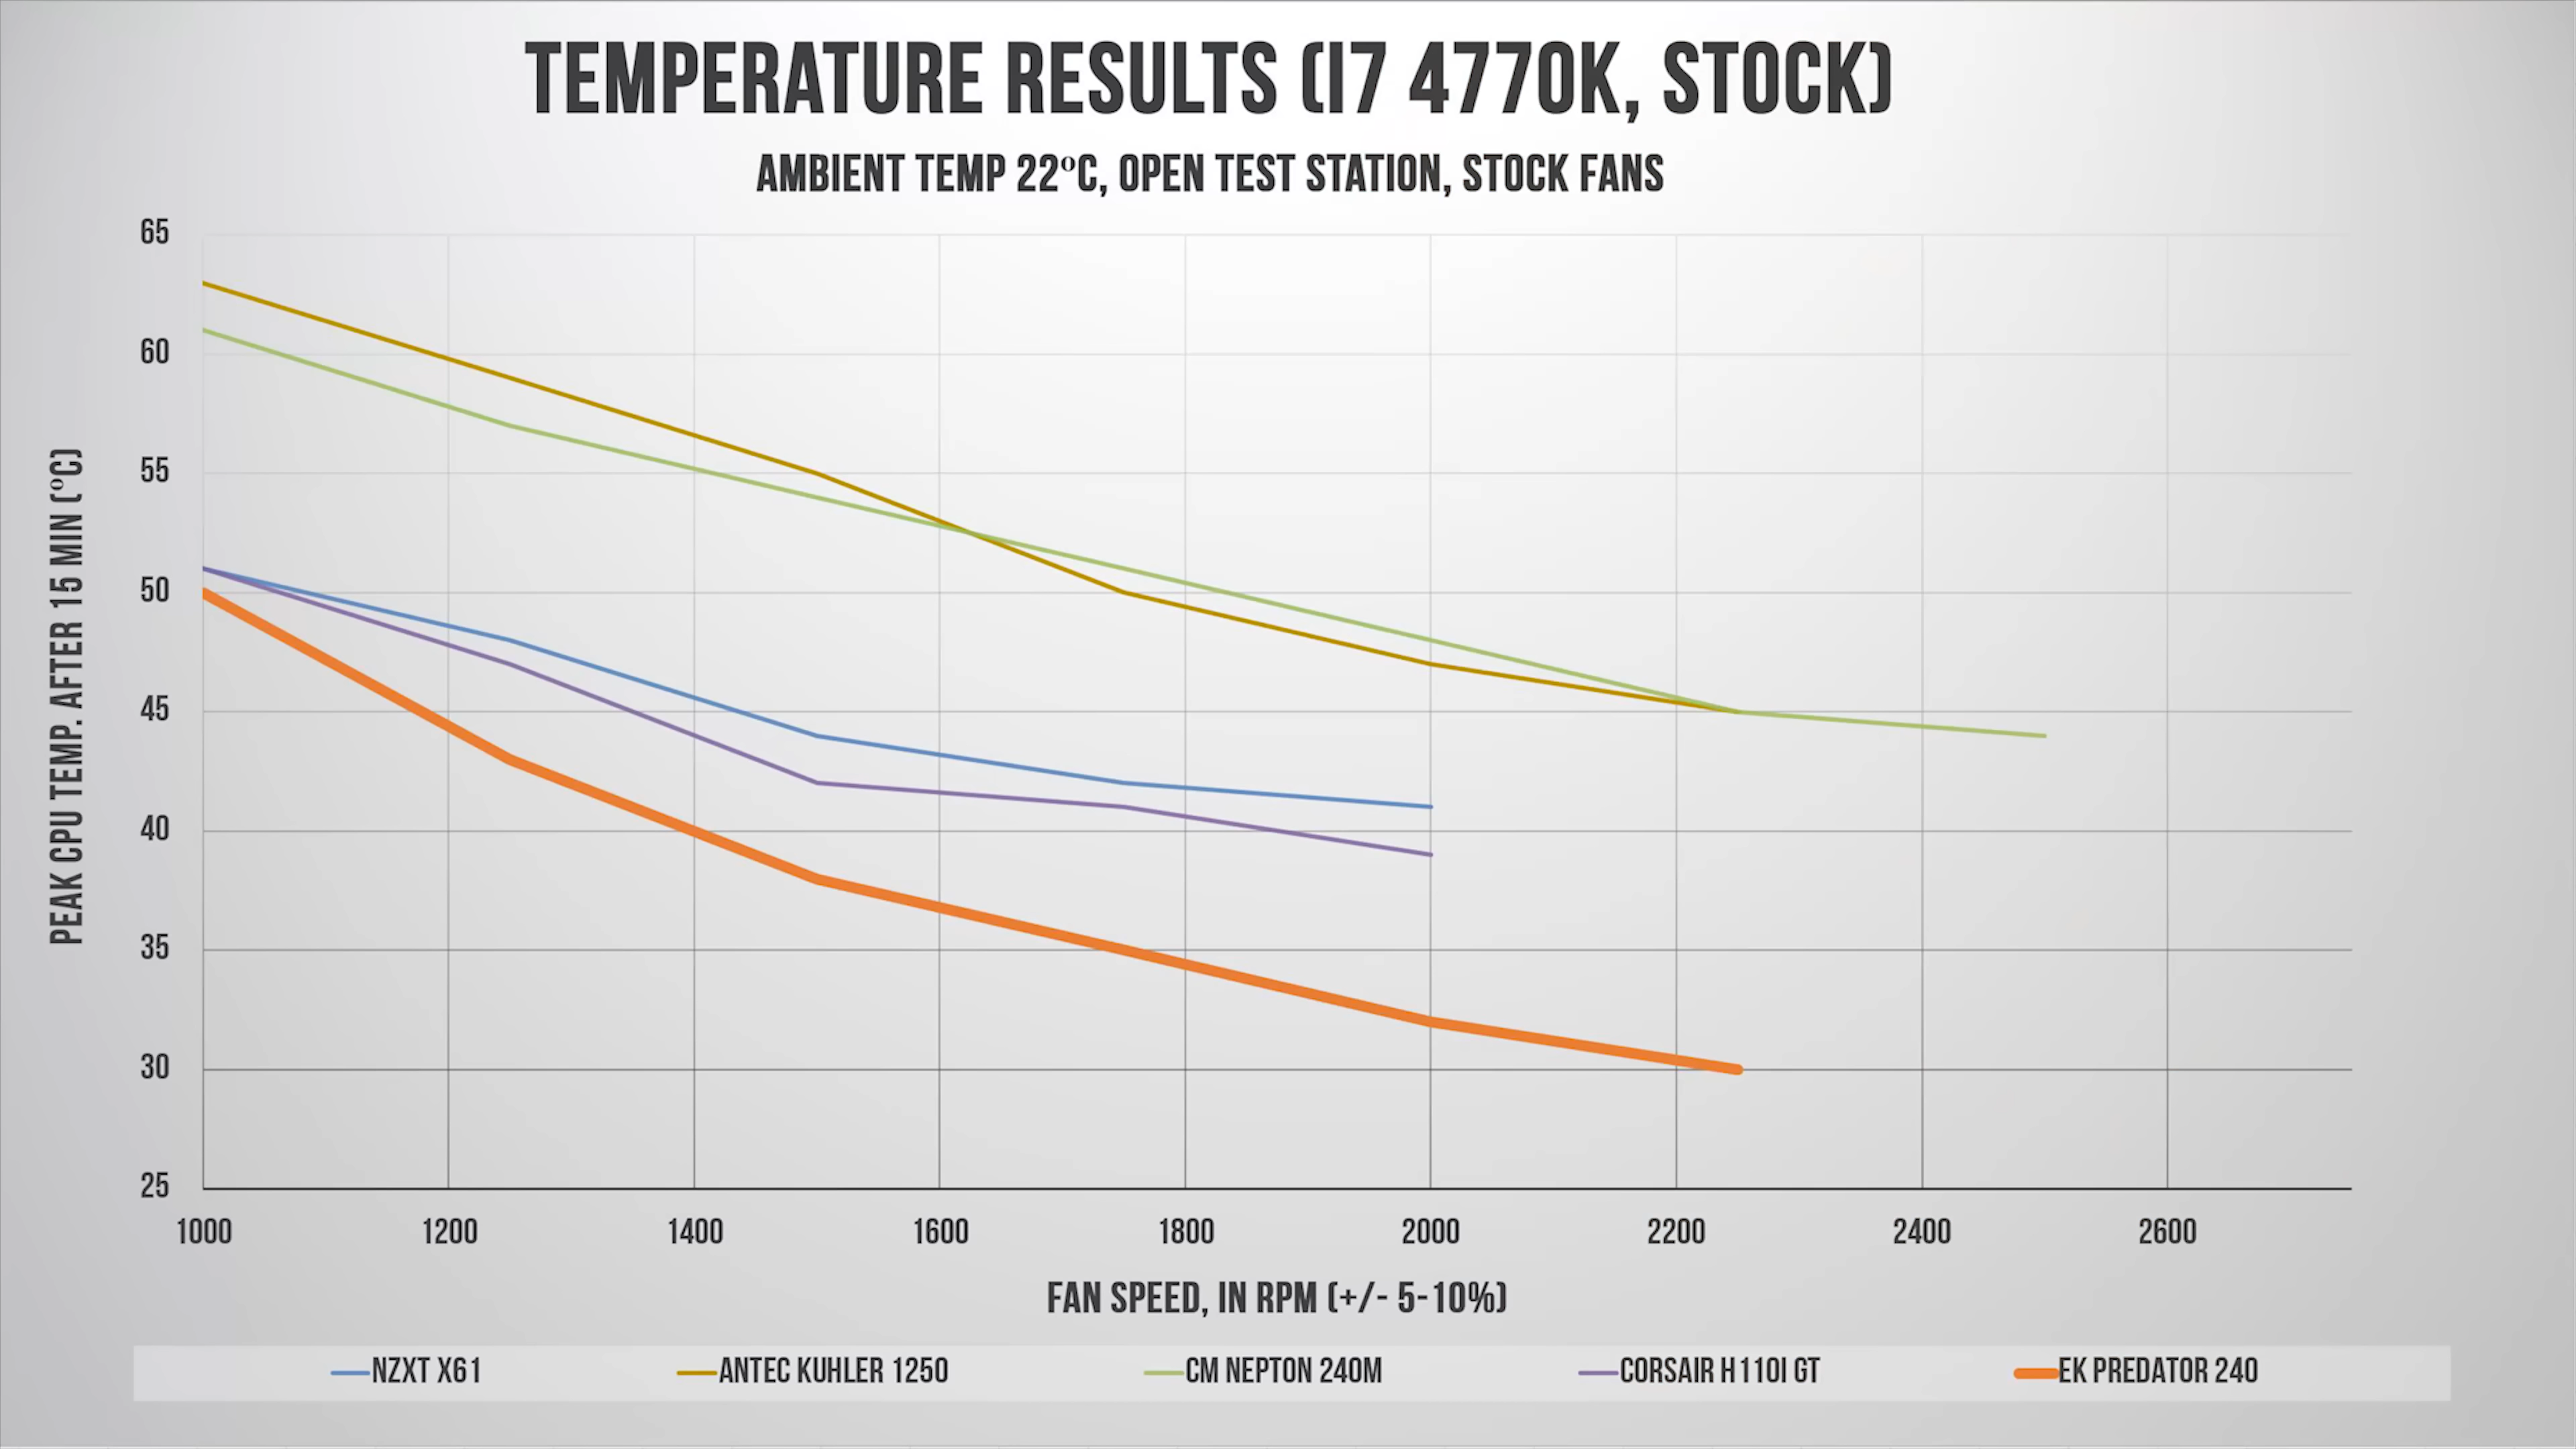 TEMPERATURE RESULTS (I7 4770K, STOCK)
AMBIENT TEMP 22ºC, OPEN TEST STATION, STOCK FANS
PEAK CPU TEMP. AFTER 15 MIN (ºC)
65
60
55
50
45
40
35
30
25
1000 1200 1400 1600 1800 2000 2200 2400 2600
FAN SPEED, IN RPM (+/- 5-10%)
NZXT X61 ANTEC KUHLER 1250 CM NEPTON 240M CORSAIR H110I GT EK PREDATOR 240